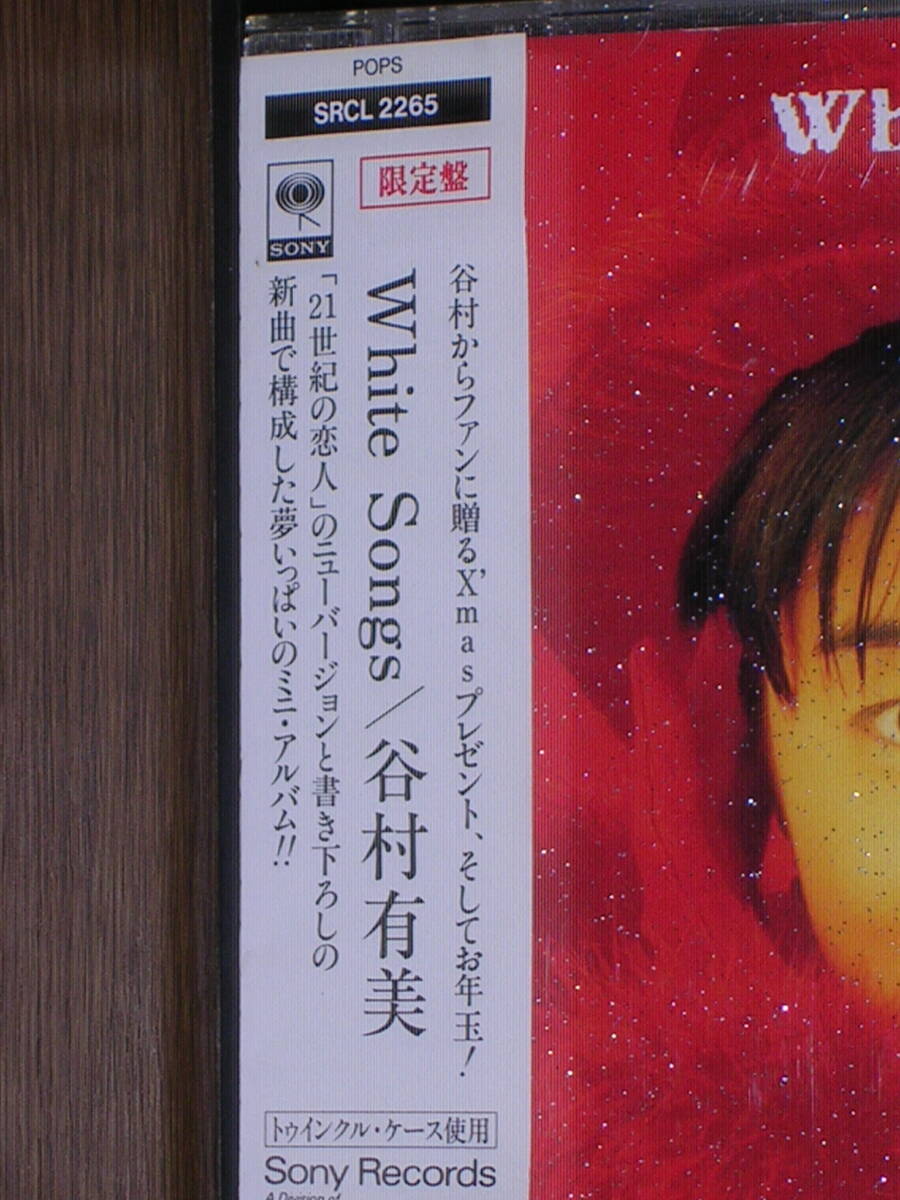 POPS
SRCL 2265
限定盤
SONY
谷村からファンに贈るX'masプレゼント、そしてお年玉!
White Songs/谷村有美
「21世紀の恋人」のニューバージョンと書き下ろしの
新曲で構成した夢いっぱいのミニ・アルバム!!
トゥインクル・ケース使用
Sony Records
Wh